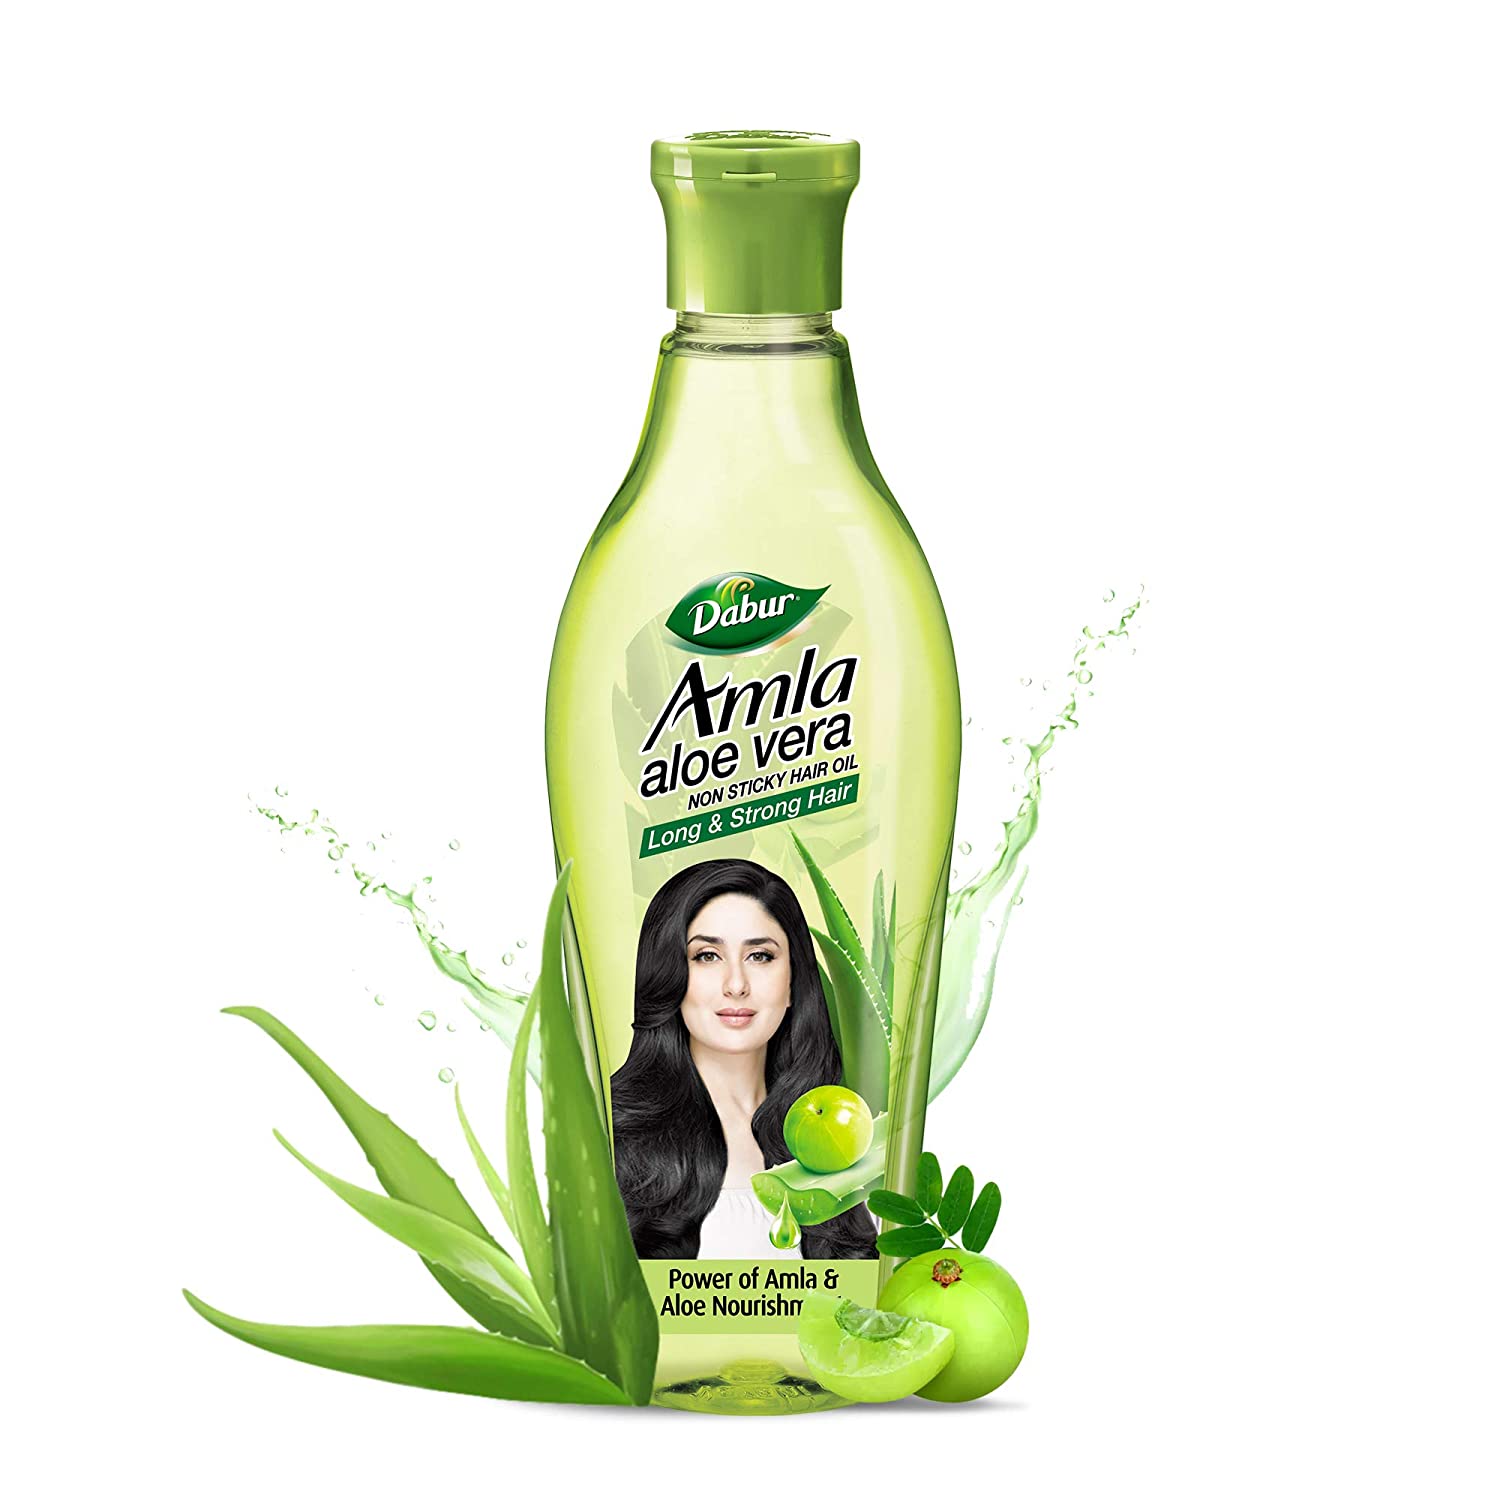 Dabur®
Amla
aloe vera
NON STICKY HAIR OIL
Long & Strong Hair
Power of Amla &
Aloe